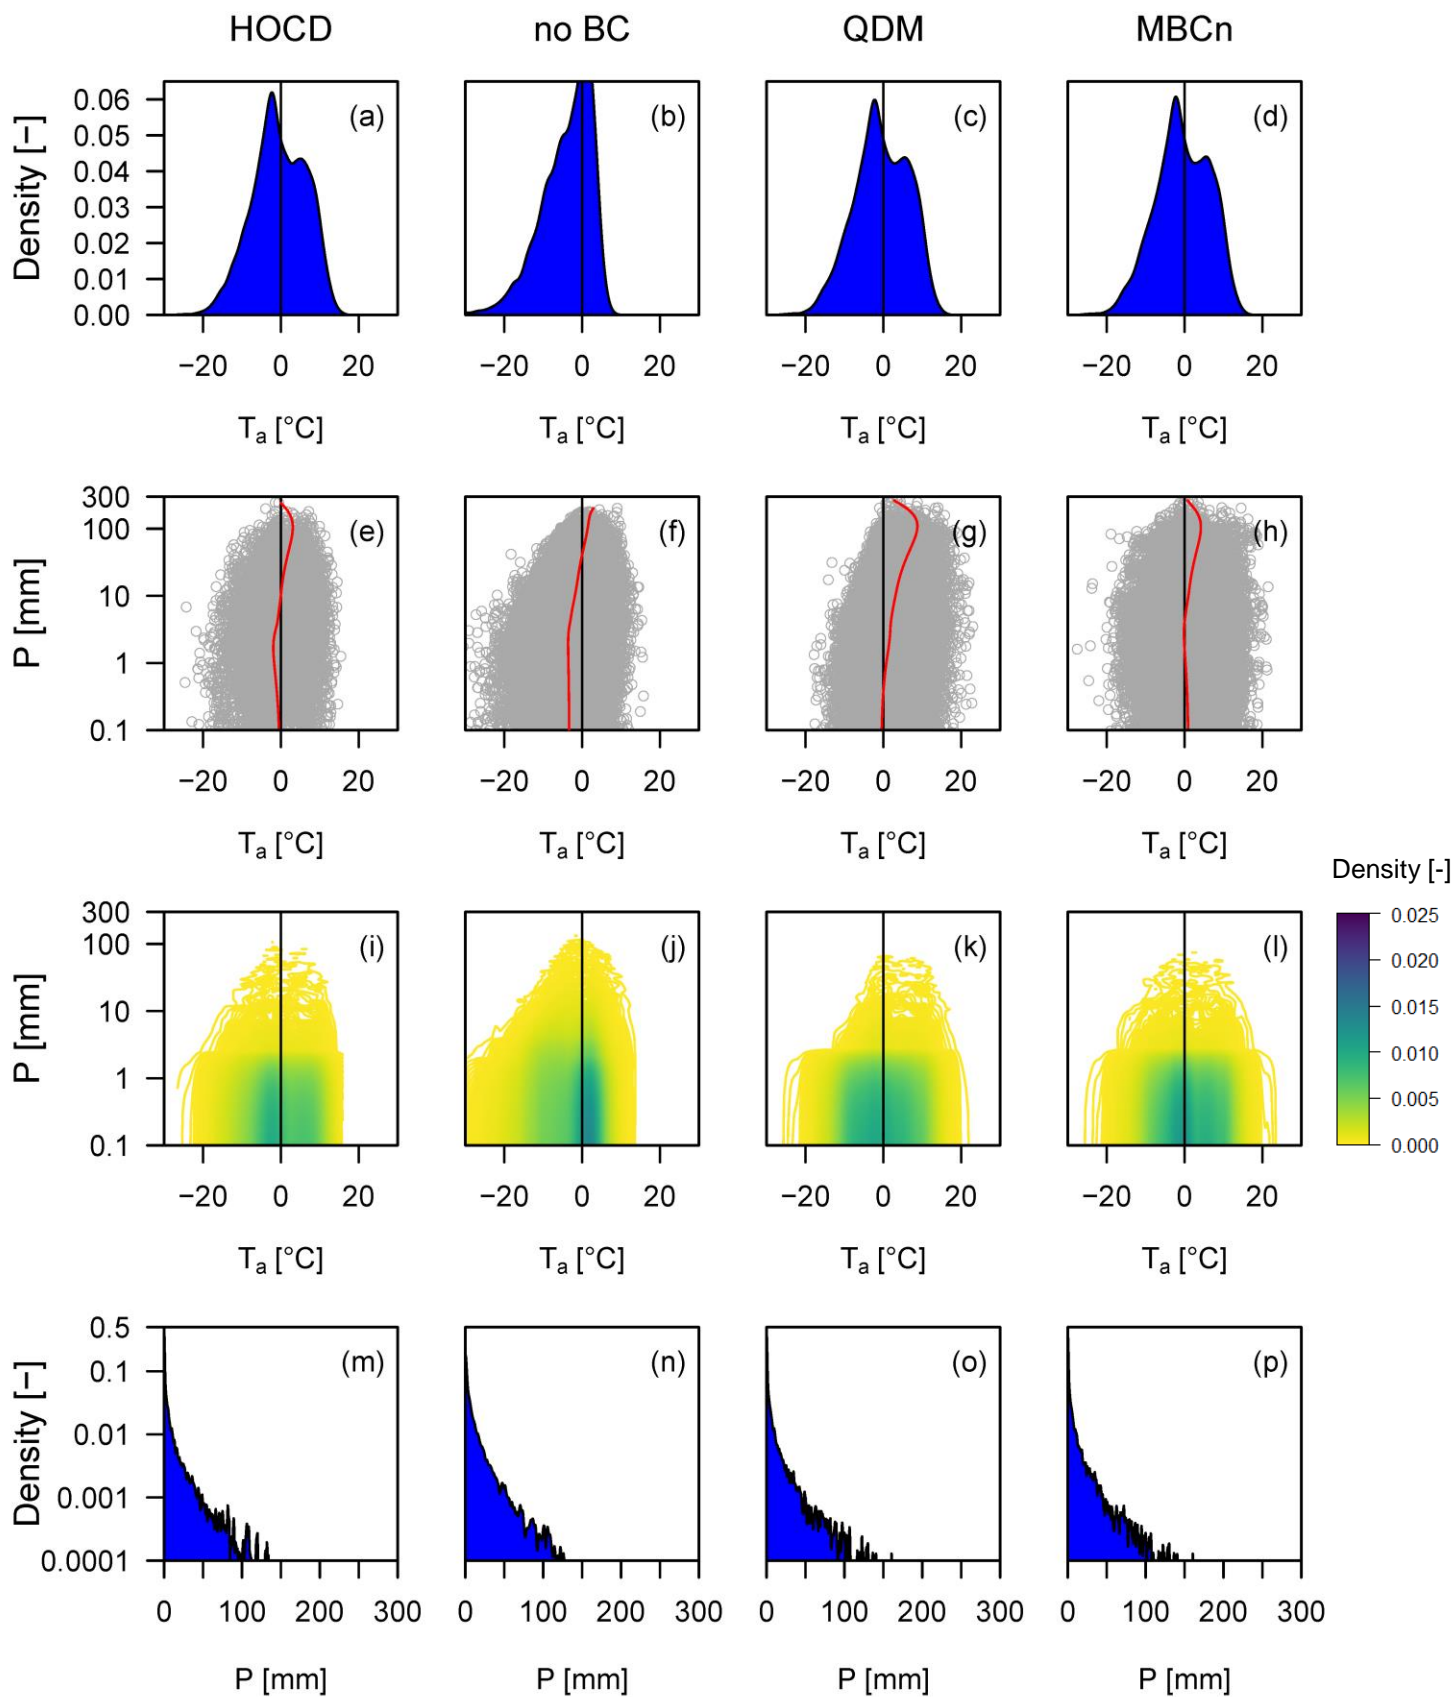 HOCD no BC QDM MBCn
Density [−]
0.06
0.05
0.04
0.03
0.02
0.01
0.00
(a) (b) (c) (d)
−20 0 20 −20 0 20 −20 0 20 −20 0 20
Ta [°C] Ta [°C] Ta [°C] Ta [°C]
P [mm]
300
100
10
1
0.1
(e) (f) (g) (h)
−20 0 20 −20 0 20 −20 0 20 −20 0 20
Ta [°C] Ta [°C] Ta [°C] Ta [°C]
P [mm]
300
100
10
1
0.1
(i) (j) (k) (l)
−20 0 20 −20 0 20 −20 0 20 −20 0 20
Ta [°C] Ta [°C] Ta [°C] Ta [°C]
Density [-]
0.025
0.020
0.015
0.010
0.005
0.000
Density [−]
0.5
0.1
0.01
0.001
0.0001
(m) (n) (o) (p)
0 100 200 300 0 100 200 300 0 100 200 300 0 100 200 300
P [mm] P [mm] P [mm] P [mm]